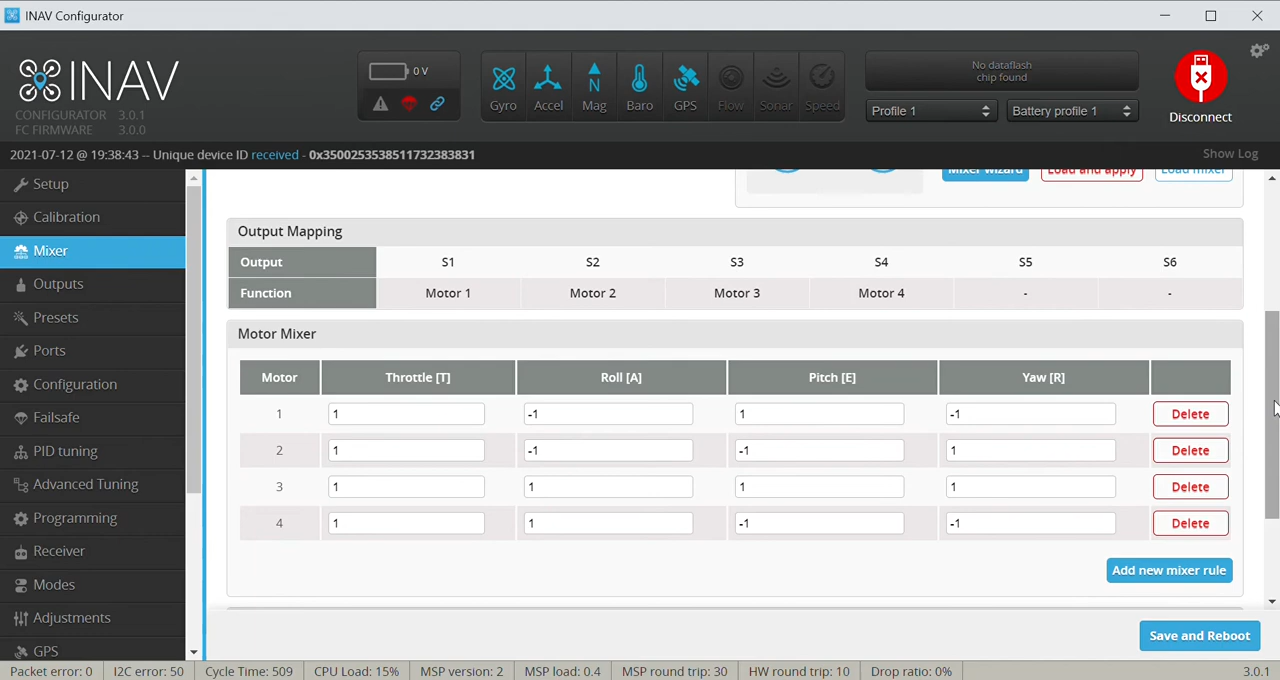 INAV Configurator
INAV
CONFIGURATOR 3.0.1
FC FIRMWARE 3.0.0
0 V
Gyro Accel Mag Baro GPS Flow Sonar Speed
No dataflash
chip found
Profile 1 Battery profile 1
Disconnect
2021-07-12 @ 19:38:43 -- Unique device ID received - 0x3500253538511732383831
Show Log
Setup
Calibration
Mixer
Outputs
Presets
Ports
Configuration
Failsafe
PID tuning
Advanced Tuning
Programming
Receiver
Modes
Adjustments
GPS
Mixer wizard Load and apply Load mixer
Output Mapping
Output S1 S2 S3 S4 S5 S6
Function Motor 1 Motor 2 Motor 3 Motor 4 - -
Motor Mixer
Motor Throttle [T] Roll [A] Pitch [E] Yaw [R]
1 1 -1 1 -1 Delete
2 1 -1 -1 1 Delete
3 1 1 1 1 Delete
4 1 1 -1 -1 Delete
Add new mixer rule
Save and Reboot
Packet error: 0 I2C error: 50 Cycle Time: 509 CPU Load: 15% MSP version: 2 MSP load: 0.4 MSP round trip: 30 HW round trip: 10 Drop ratio: 0% 3.0.1